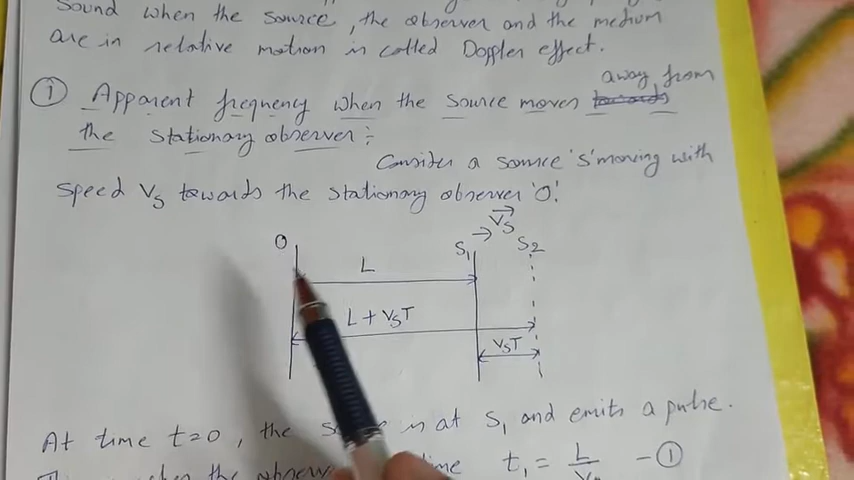 Sound when the source, the observer and the medium
are in relative motion is called Doppler effect.
① Apparent frequency when the source moves away from
the stationary observer :
Consider a source 's' moving with
speed Vs towards the stationary observer 'O'.
O S₁ → V⃗s S₂
L
L + VsT
VsT
At time t=0, the is at S₁ and emits a pulse.
the t₁ = L/V – ①